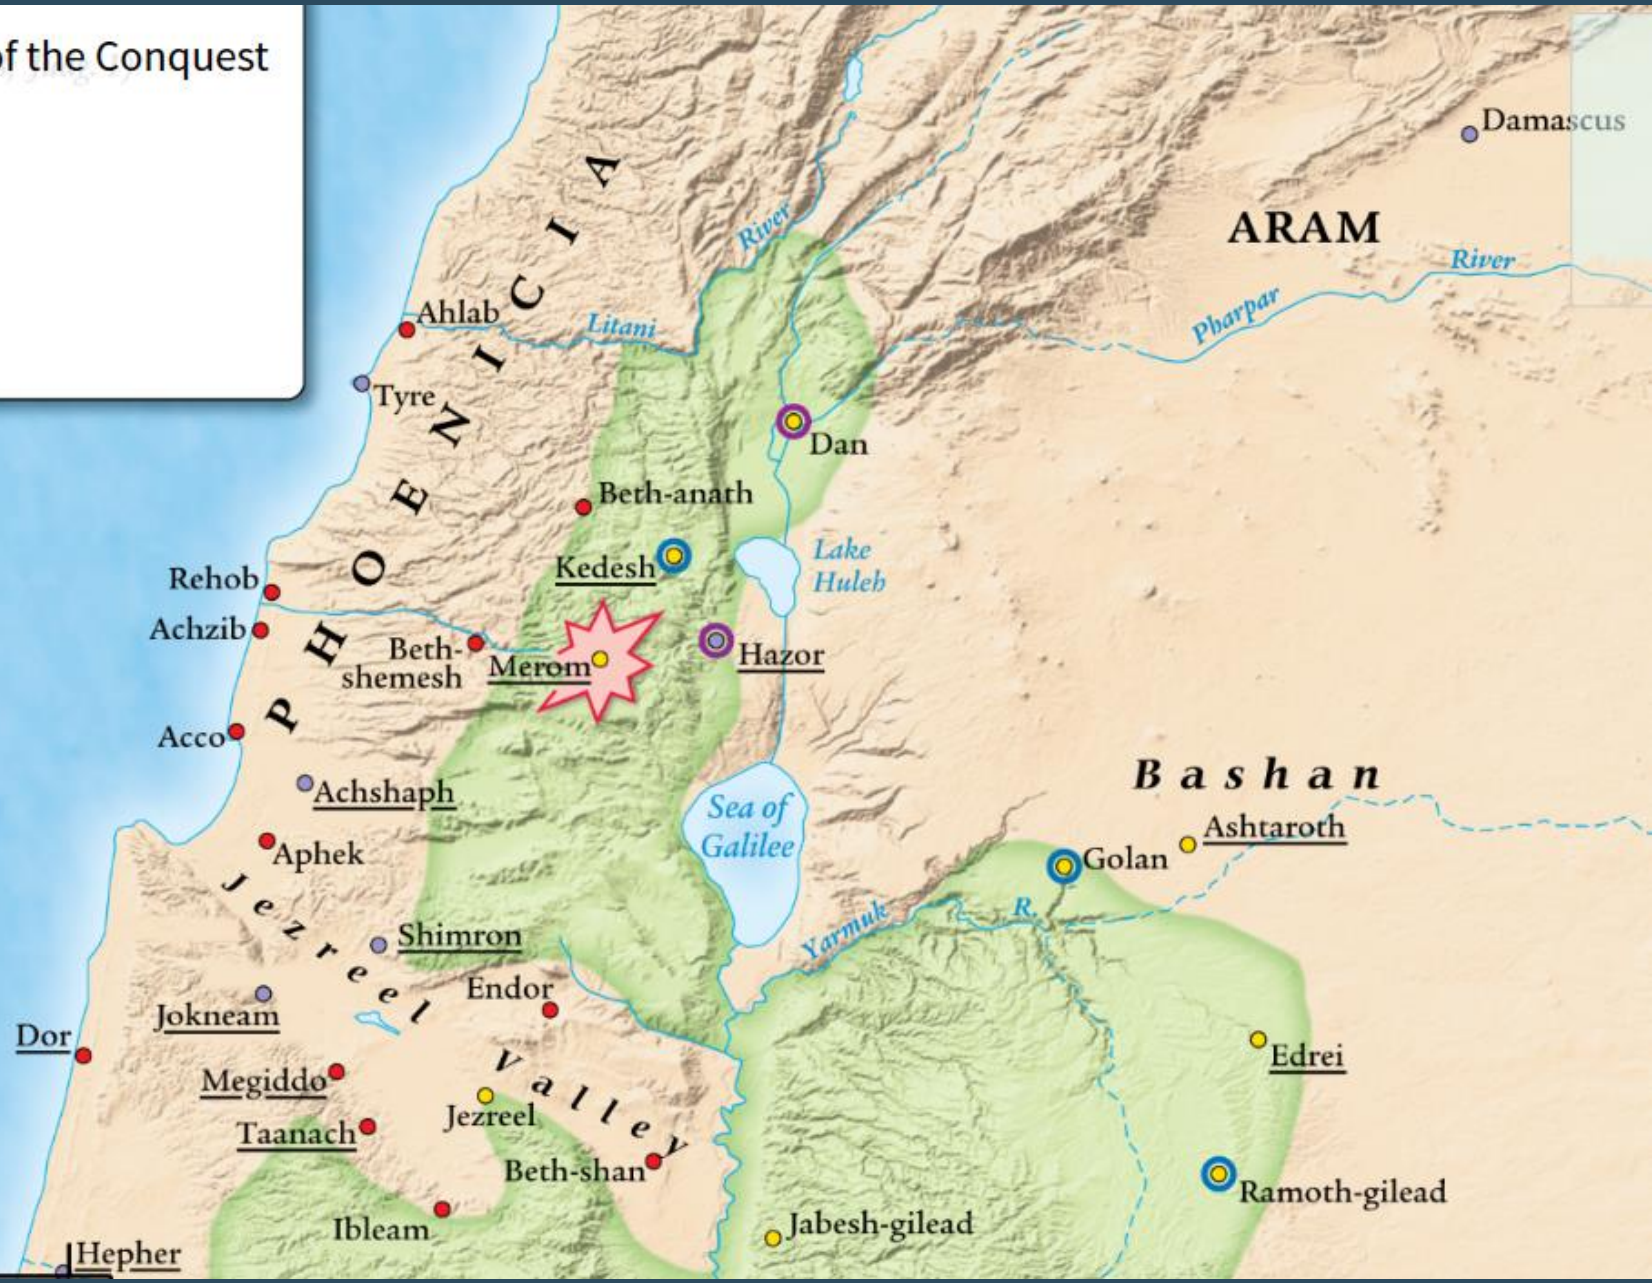 of the Conquest
Damascus
PHOENICIA
ARAM
River
River
Pharpar
Ahlab
Litani
Tyre
Dan
Beth-anath
Lake
Huleh
Kedesh
Rehob
Achzib
Beth-
shemesh
Merom
Hazor
Acco
Bashan
Achshaph
Sea of
Galilee
Ashtaroth
Aphek
Golan
Jezreel
Valley
Yarmuk
R.
Shimron
Endor
Jokneam
Dor
Edrei
Megiddo
Jezreel
Taanach
Beth-shan
Ramoth-gilead
Ibleam
Jabesh-gilead
Hepher